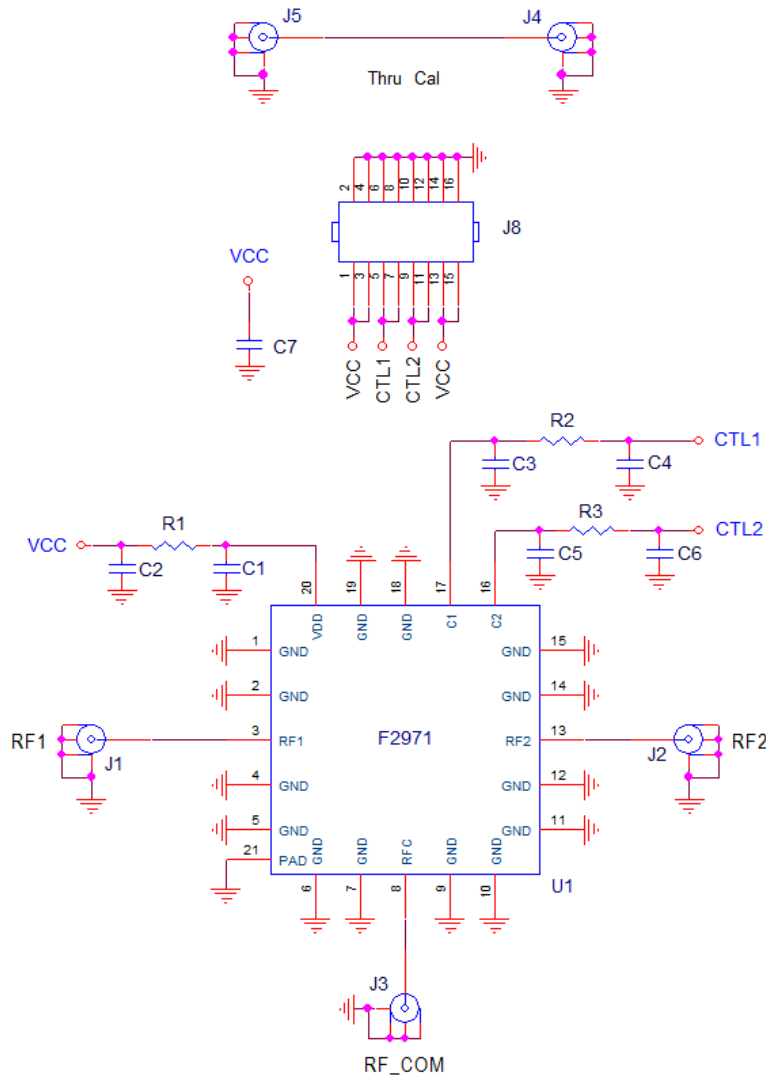 J5
J4
Thru Cal
2 4 6 8 10 12 14 16
J8
1 3 5 7 9 11 13 15
VCC
C7
VCC CTL1 CTL2 VCC
R2
CTL1
C3
C4
R1
R3
VCC
CTL2
C2
C1
C5
C6
20 19 18 17 16
VDD GND GND C1 C2
1 GND
GND 15
2 GND
GND 14
RF1
3 RF1
F2971
RF2 13
RF2
J1
J2
4 GND
GND 12
5 GND
GND 11
21 PAD
GND GND RFC GND GND
6 7 8 9 10
U1
J3
RF_COM